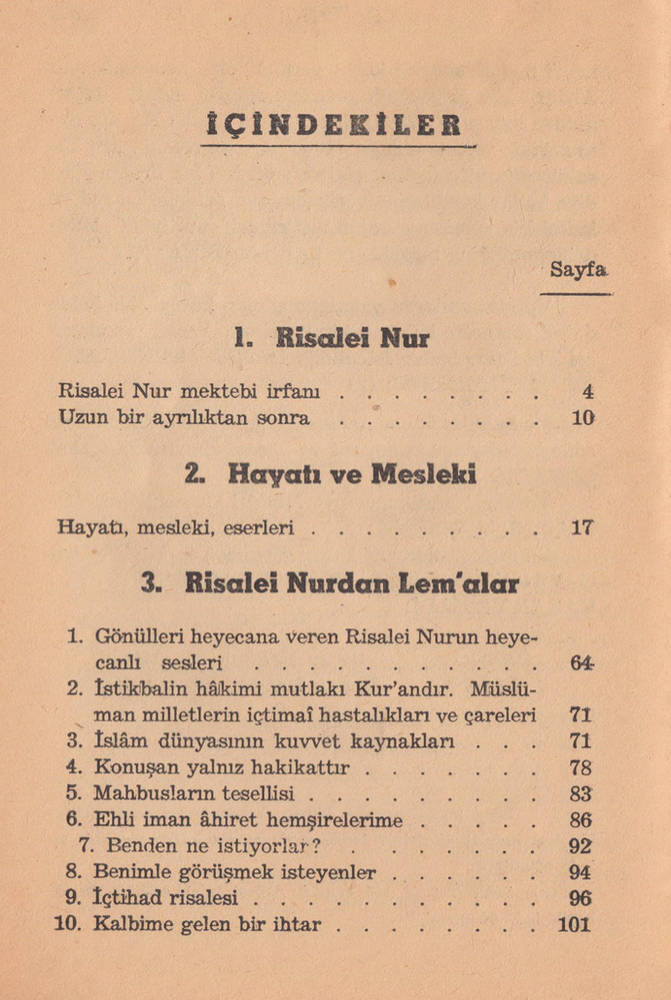 İÇİNDEKİLER
Sayfa
1. Risalei Nur
Risalei Nur mektebi irfanı . . . . . . . . 4
Uzun bir ayrılıktan sonra . . . . . . . . 10
2. Hayatı ve Mesleki
Hayatı, mesleki, eserleri . . . . . . . . . 17
3. Risalei Nurdan Lem'alar
1. Gönülleri heyecana veren Risalei Nurun heye-
canlı sesleri . . . . . . . . . . . 64
2. İstikbalin hâkimi mutlakı Kur'andır. Müslü-
man milletlerin içtimaî hastalıkları ve çareleri 71
3. İslâm dünyasının kuvvet kaynakları . . . 71
4. Konuşan yalnız hakikattır . . . . . . . 78
5. Mahbusların tesellisi . . . . . . . . . 83
6. Ehli iman âhiret hemşirelerime . . . . . 86
7. Benden ne istiyorlar? . . . . . . . . 92
8. Benimle görüşmek isteyenler . . . . . . 94
9. İçtihad risalesi . . . . . . . . . . . 96
10. Kalbime gelen bir ihtar . . . . . . . . 101